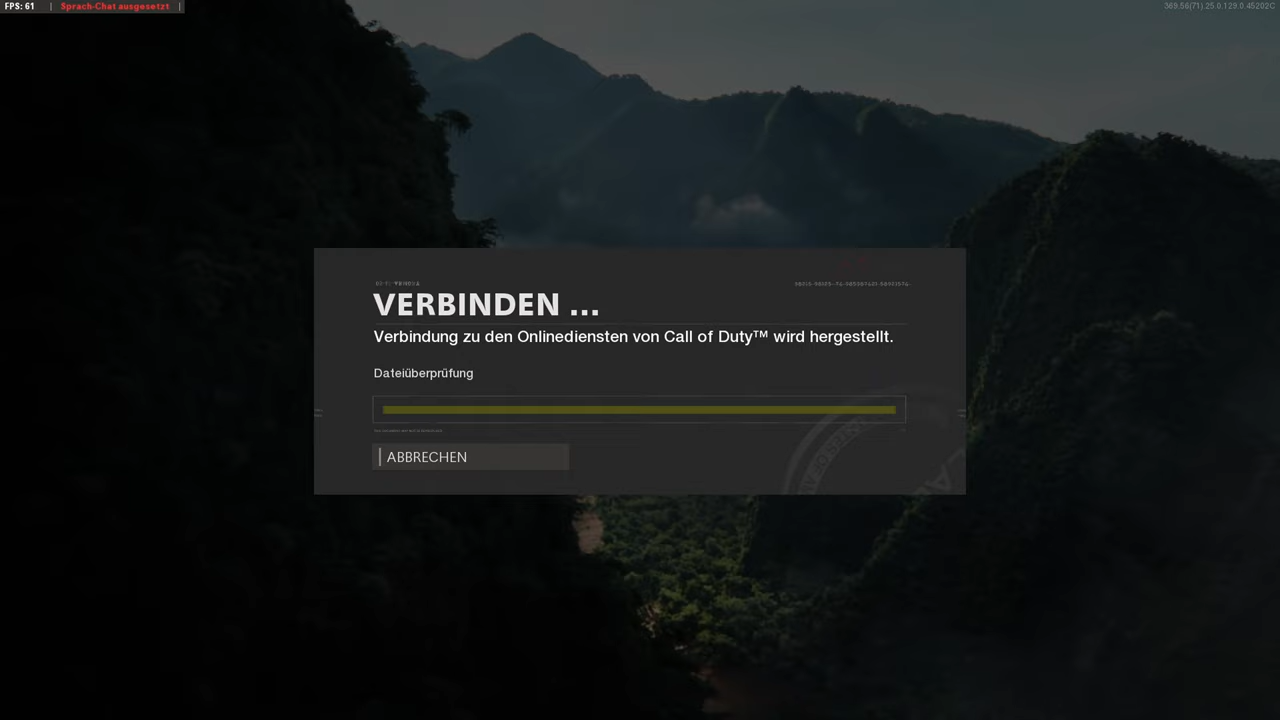 FPS: 61 | Sprach-Chat ausgesetzt |
VERBINDEN ...
Verbindung zu den Onlinediensten von Call of Duty™ wird hergestellt.
Dateiüberprüfung
ABBRECHEN